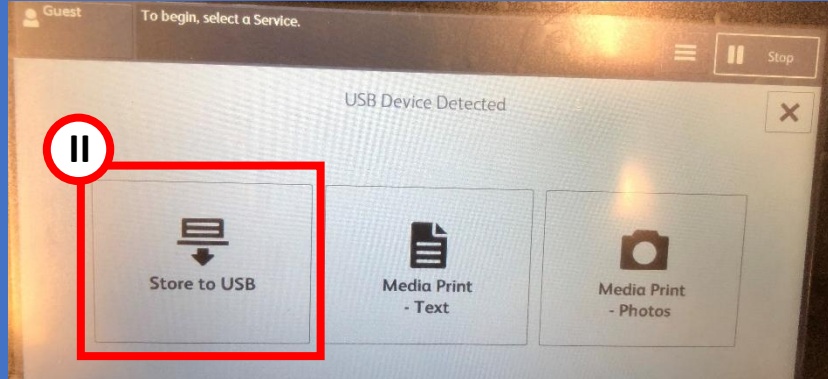 Guest
To begin, select a Service.
Stop
USB Device Detected
II
Store to USB
Media Print
- Text
Media Print
- Photos